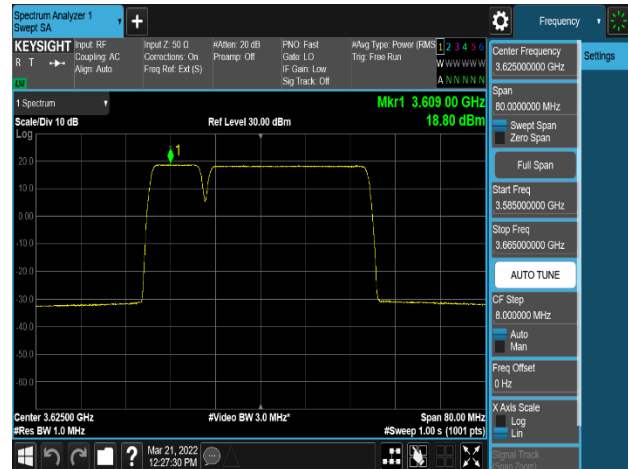 Spectrum Analyzer 1
Swept SA
KEYSIGHT
R T
LXI
Input: RF
Coupling: AC
Align: Auto
Input Z: 50 Ω
Corrections: On
Freq Ref: Ext (S)
#Atten: 20 dB
Preamp: Off
PNO: Fast
Gate: LO
IF Gain: Low
Sig Track: Off
#Avg Type: Power (RMS
Trig: Free Run
1 2 3 4 5 6
W W W W W W
A N N N N N
1 Spectrum
Scale/Div 10 dB
Log
Ref Level 30.00 dBm
Mkr1 3.609 00 GHz
18.80 dBm
1
20.0
10.0
0.00
-10.0
-20.0
-30.0
-40.0
-50.0
-60.0
Center 3.62500 GHz
#Res BW 1.0 MHz
#Video BW 3.0 MHz*
Span 80.00 MHz
#Sweep 1.00 s (1001 pts)
?
Mar 21, 2022
12:27:30 PM
Frequency
Settings
Center Frequency
3.625000000 GHz
Span
80.0000000 MHz
Swept Span
Zero Span
Full Span
Start Freq
3.585000000 GHz
Stop Freq
3.665000000 GHz
AUTO TUNE
CF Step
8.000000 MHz
Auto
Man
Freq Offset
0 Hz
X Axis Scale
Log
Lin
Signal Track
(Span Zoom)